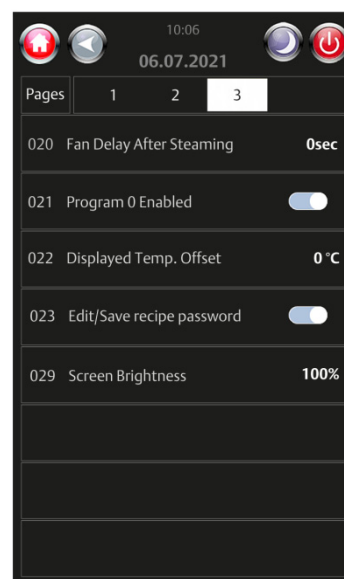 10:06
06.07.2021
Pages 1 2 3
020 Fan Delay After Steaming 0sec
021 Program 0 Enabled
022 Displayed Temp. Offset 0 °C
023 Edit/Save recipe password
029 Screen Brightness 100%